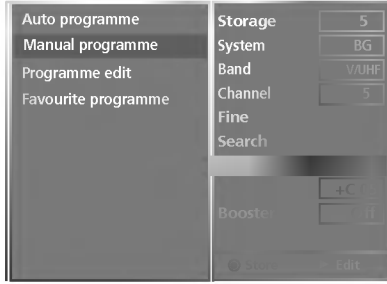 Auto programme
Manual programme
Programme edit
Favourite programme
Storage 5
System BG
Band V/UHF
Channel 5
Fine
Search
Booster
Store
Edit